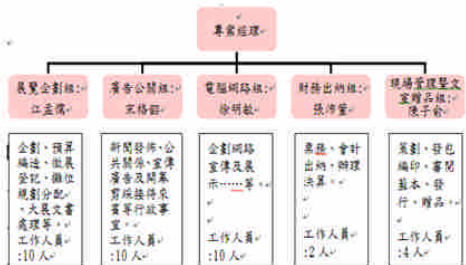 專案經理
展覽企劃組:
江孟儒
廣告公關組:
宋格韶
電腦網路組:
徐明敏
財務出納組:
張沛萱
現場管理暨文
宣贈品組:
陳子俞
企劃、預算
編造、徵展
登記、攤位
規劃分配
、大展文書
處理等。
工作人員
:10人
新聞發佈、公
共關係、宣傳
廣告及開幕
剪綵接待來
賓等行政事
宜。
工作人員
:10人
企劃網路
宣傳及展
示……等。
工作人員
:10人
票務、會計
出納、辦理
決算。
工作人員
:2人
策劃、發包
編印、審閱
藍本、發
行、贈品。
工作人員
:4人